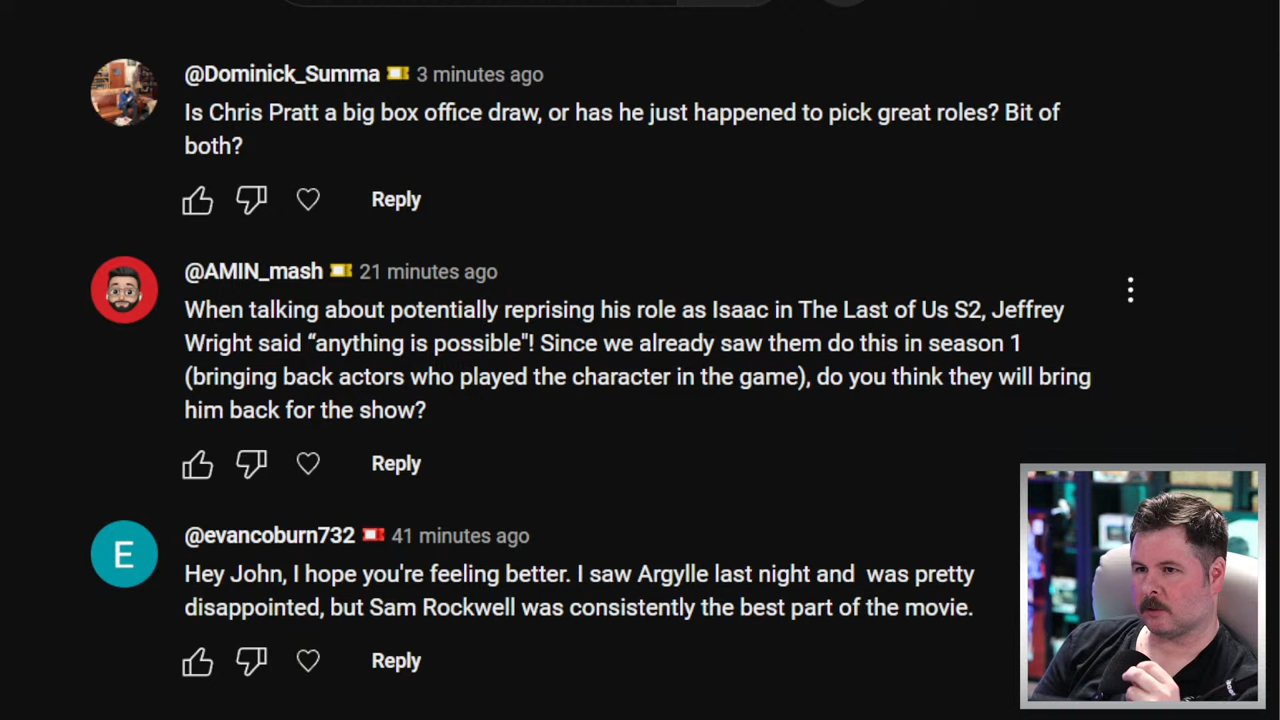 @Dominick_Summa 3 minutes ago
Is Chris Pratt a big box office draw, or has he just happened to pick great roles? Bit of
both?
Reply
@AMIN_mash 21 minutes ago
When talking about potentially reprising his role as Isaac in The Last of Us S2, Jeffrey
Wright said “anything is possible"! Since we already saw them do this in season 1
(bringing back actors who played the character in the game), do you think they will bring
him back for the show?
Reply
E
@evancoburn732 41 minutes ago
Hey John, I hope you're feeling better. I saw Argylle last night and  was pretty
disappointed, but Sam Rockwell was consistently the best part of the movie.
Reply